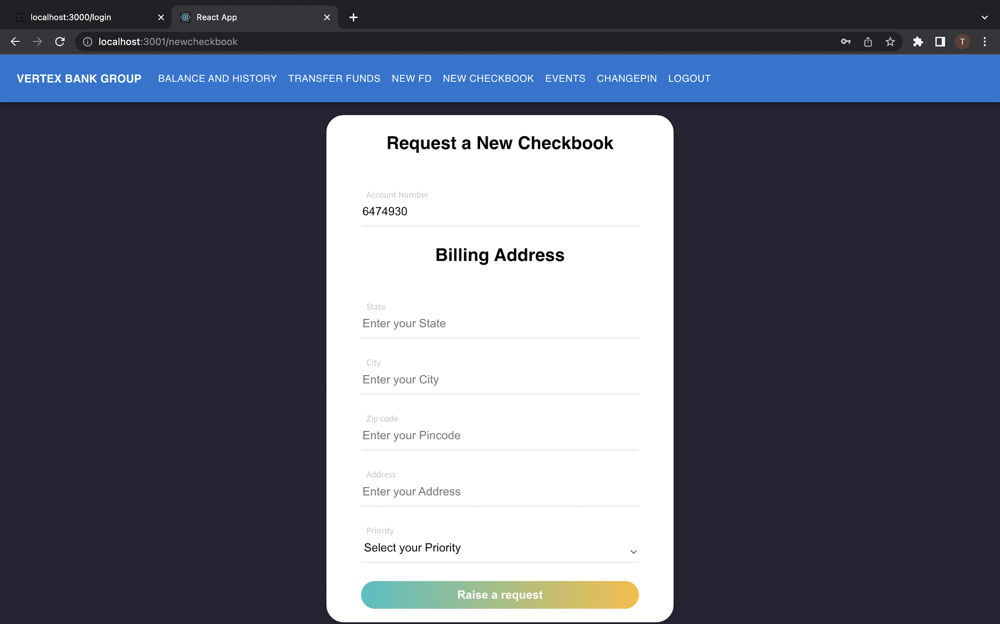 localhost:3000/login
React App
localhost:3001/newcheckbook
T
VERTEX BANK GROUP BALANCE AND HISTORY TRANSFER FUNDS NEW FD NEW CHECKBOOK EVENTS CHANGEPIN LOGOUT
Request a New Checkbook
Account Number
6474930
Billing Address
State
Enter your State
City
Enter your City
Zip code
Enter your Pincode
Address
Enter your Address
Priority
Select your Priority
Raise a request